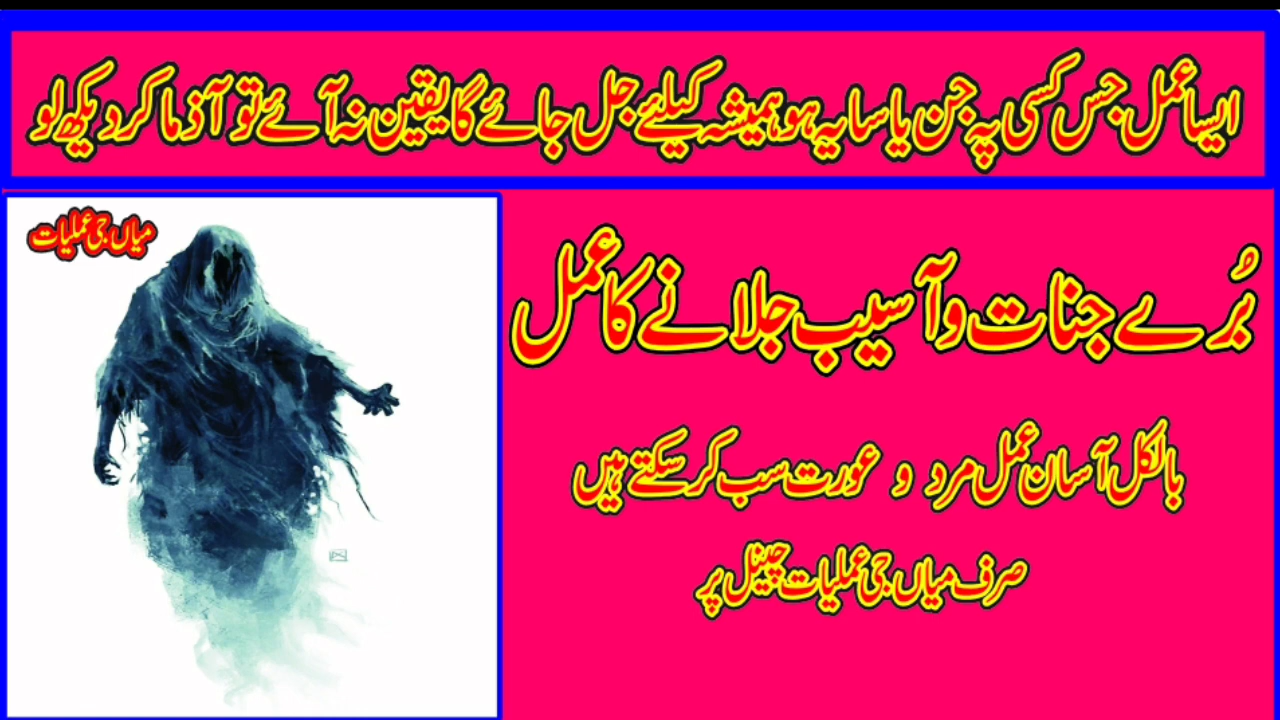 ایسا عمل جس کسی پہ جن یا سایہ ہو ہمیشہ کیلئے جل جائے گا یقین نہ آئے تو آذما کر دیکھ لو
میاں جی عملیات
بُرے جنات و آسیب جلانے کا عمل
بالکل آسان عمل مرد و عورت سب کر سکتے ہیں
صرف میاں جی عملیات چینل پر